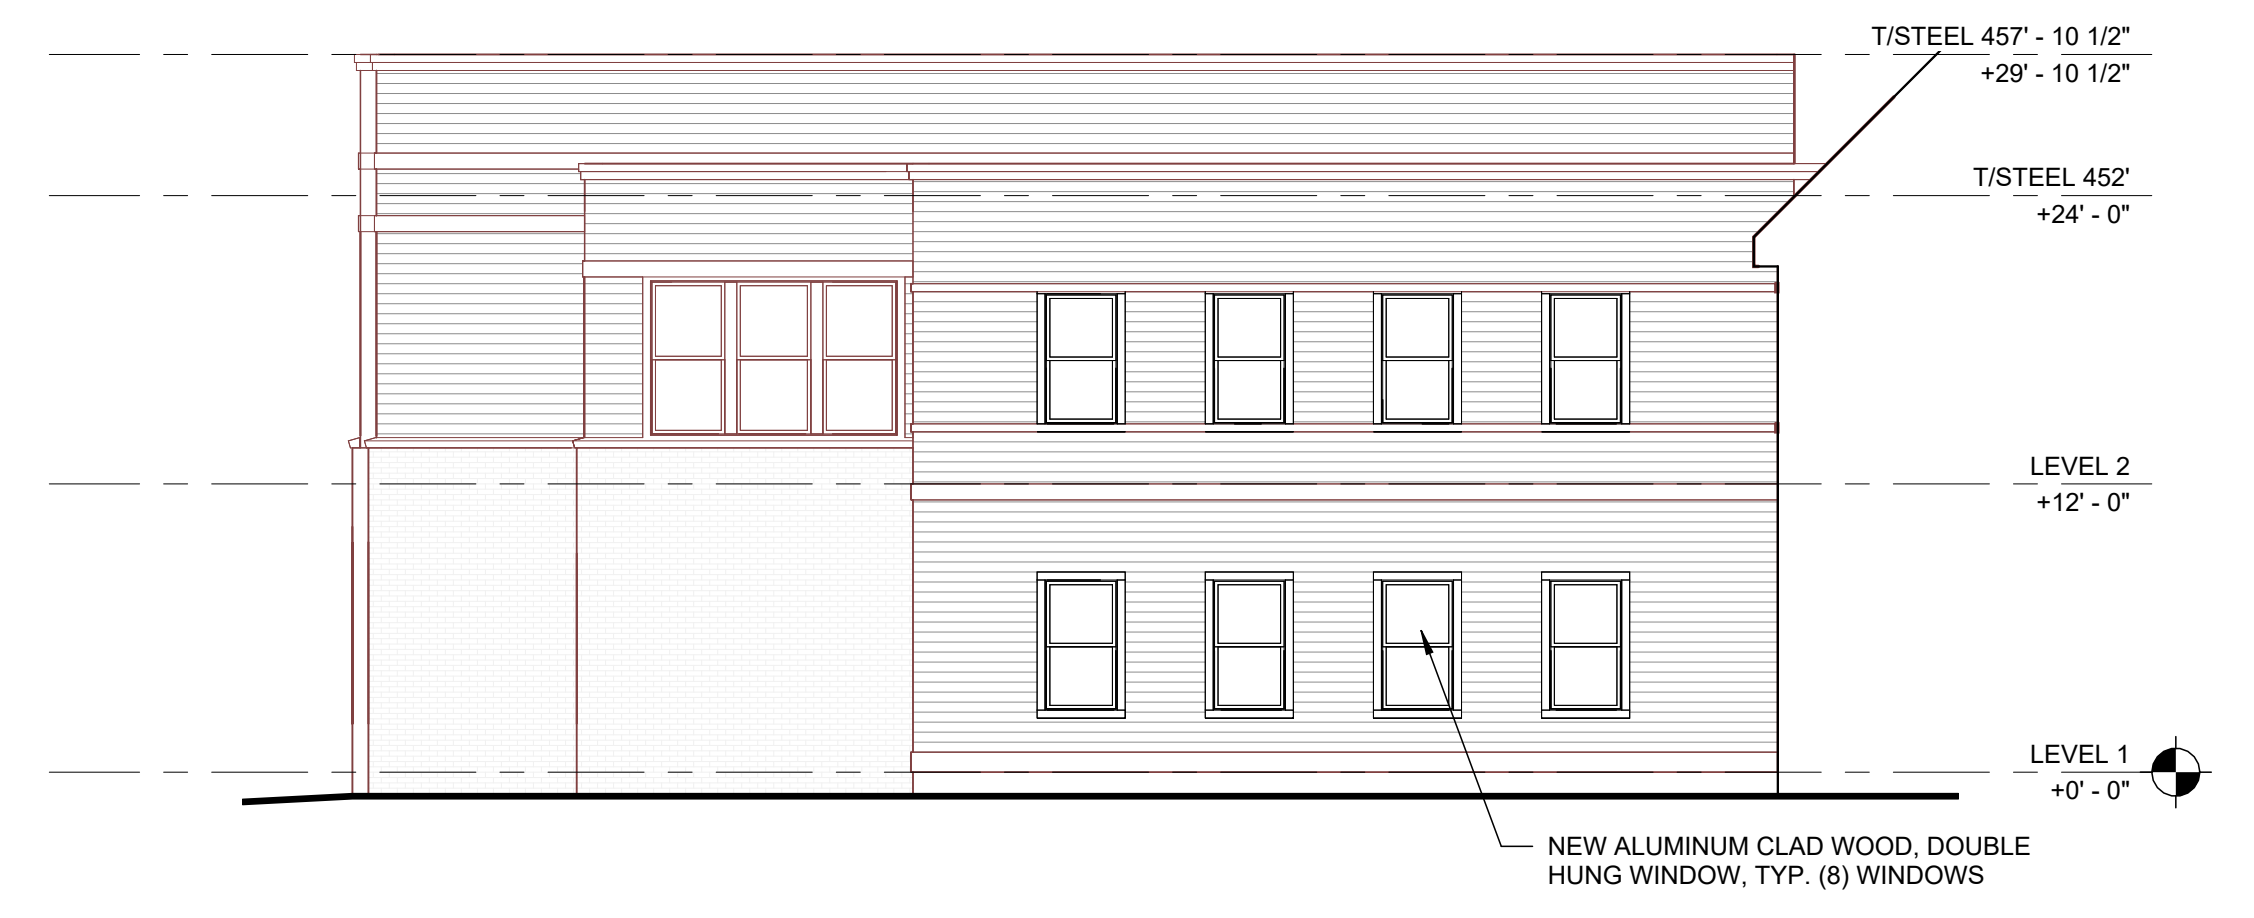 T/STEEL 457' - 10 1/2"
+29' - 10 1/2"
T/STEEL 452'
+24' - 0"
LEVEL 2
+12' - 0"
LEVEL 1
+0' - 0"
NEW ALUMINUM CLAD WOOD, DOUBLE
HUNG WINDOW, TYP. (8) WINDOWS